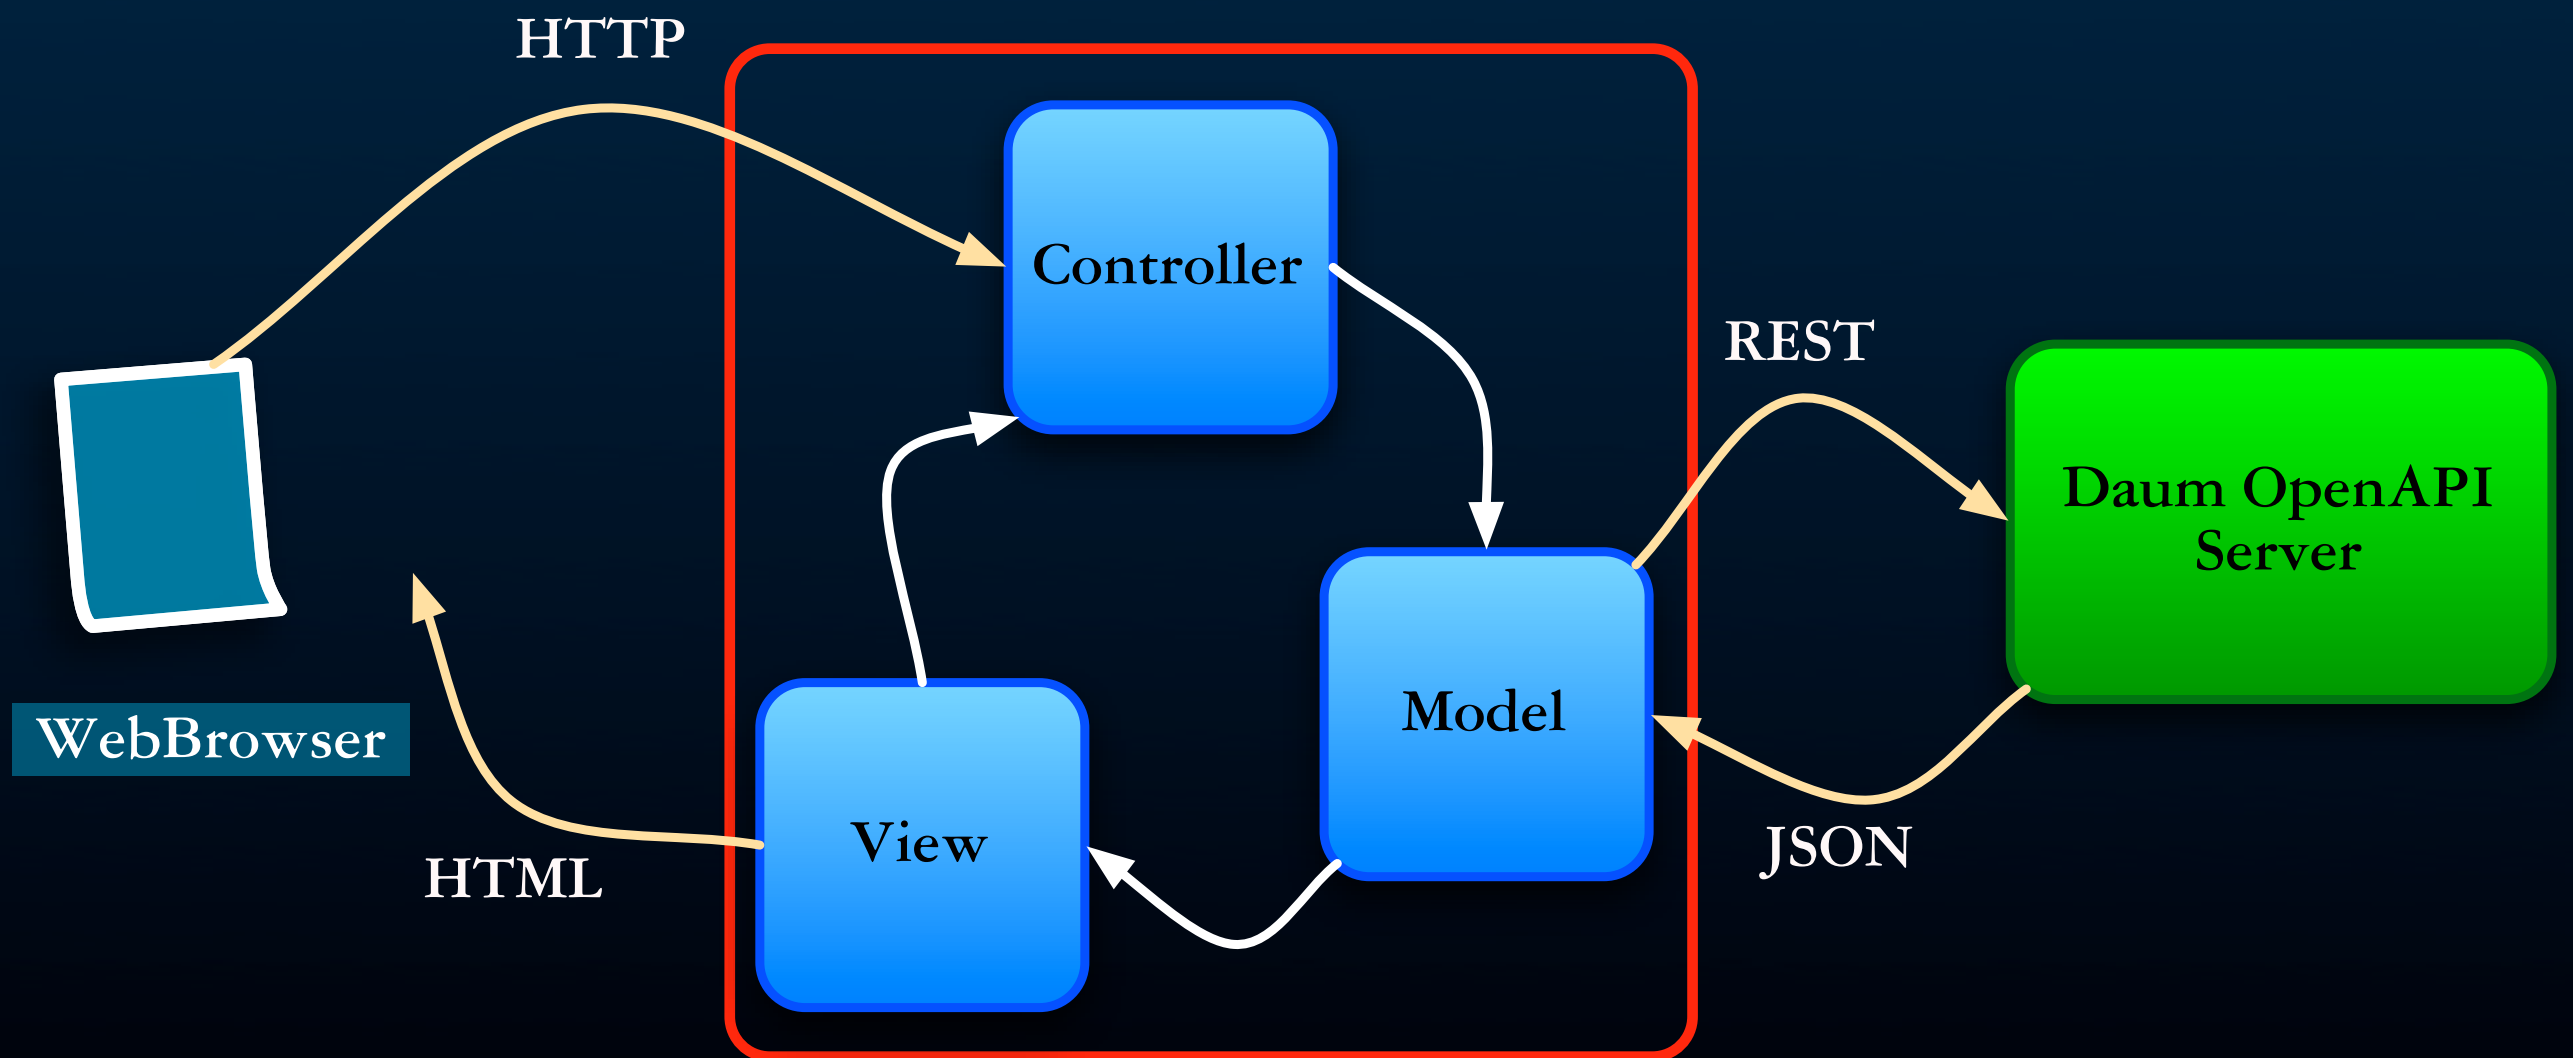 HTTP
Controller
REST
Daum OpenAPI
Server
Model
WebBrowser
View
JSON
HTML